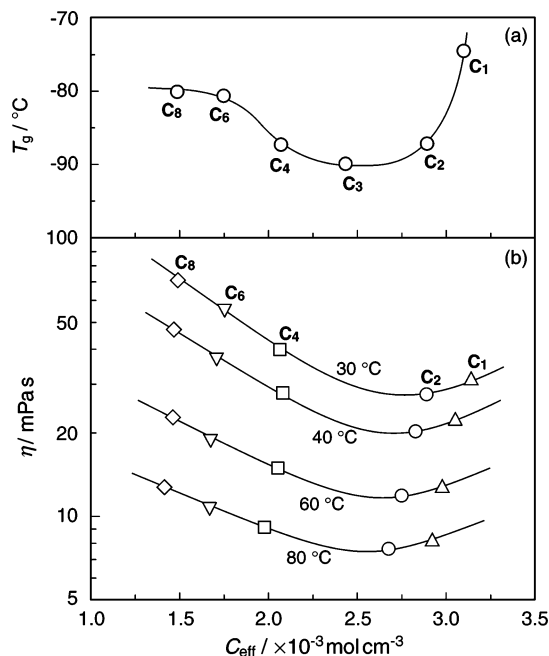 -70
(a)
C₁
Tg / °C
-80
C₈
C₆
C₄
C₂
-90
C₃
100
(b)
C₈
C₆
50
C₄
C₂
C₁
30 °C
η / mPas
20
40 °C
60 °C
10
80 °C
5
1.0 1.5 2.0 2.5 3.0 3.5
Ceff / ×10⁻³ mol cm⁻³